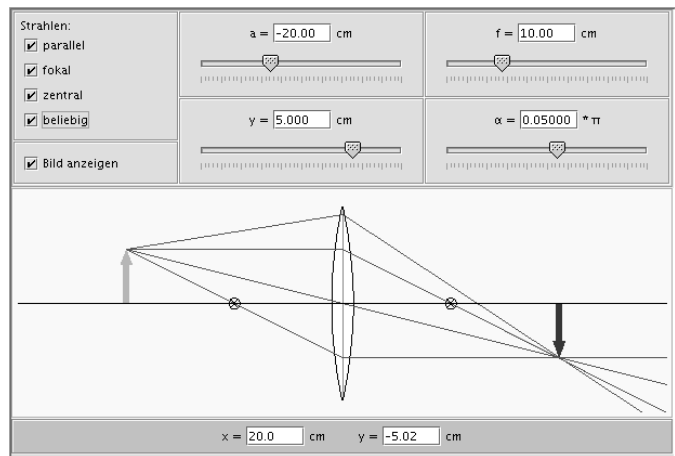 Strahlen:
parallel
fokal
zentral
beliebig
Bild anzeigen
a = -20.00 cm
f = 10.00 cm
y = 5.000 cm
α = 0.05000 * π
x = 20.0 cm y = -5.02 cm